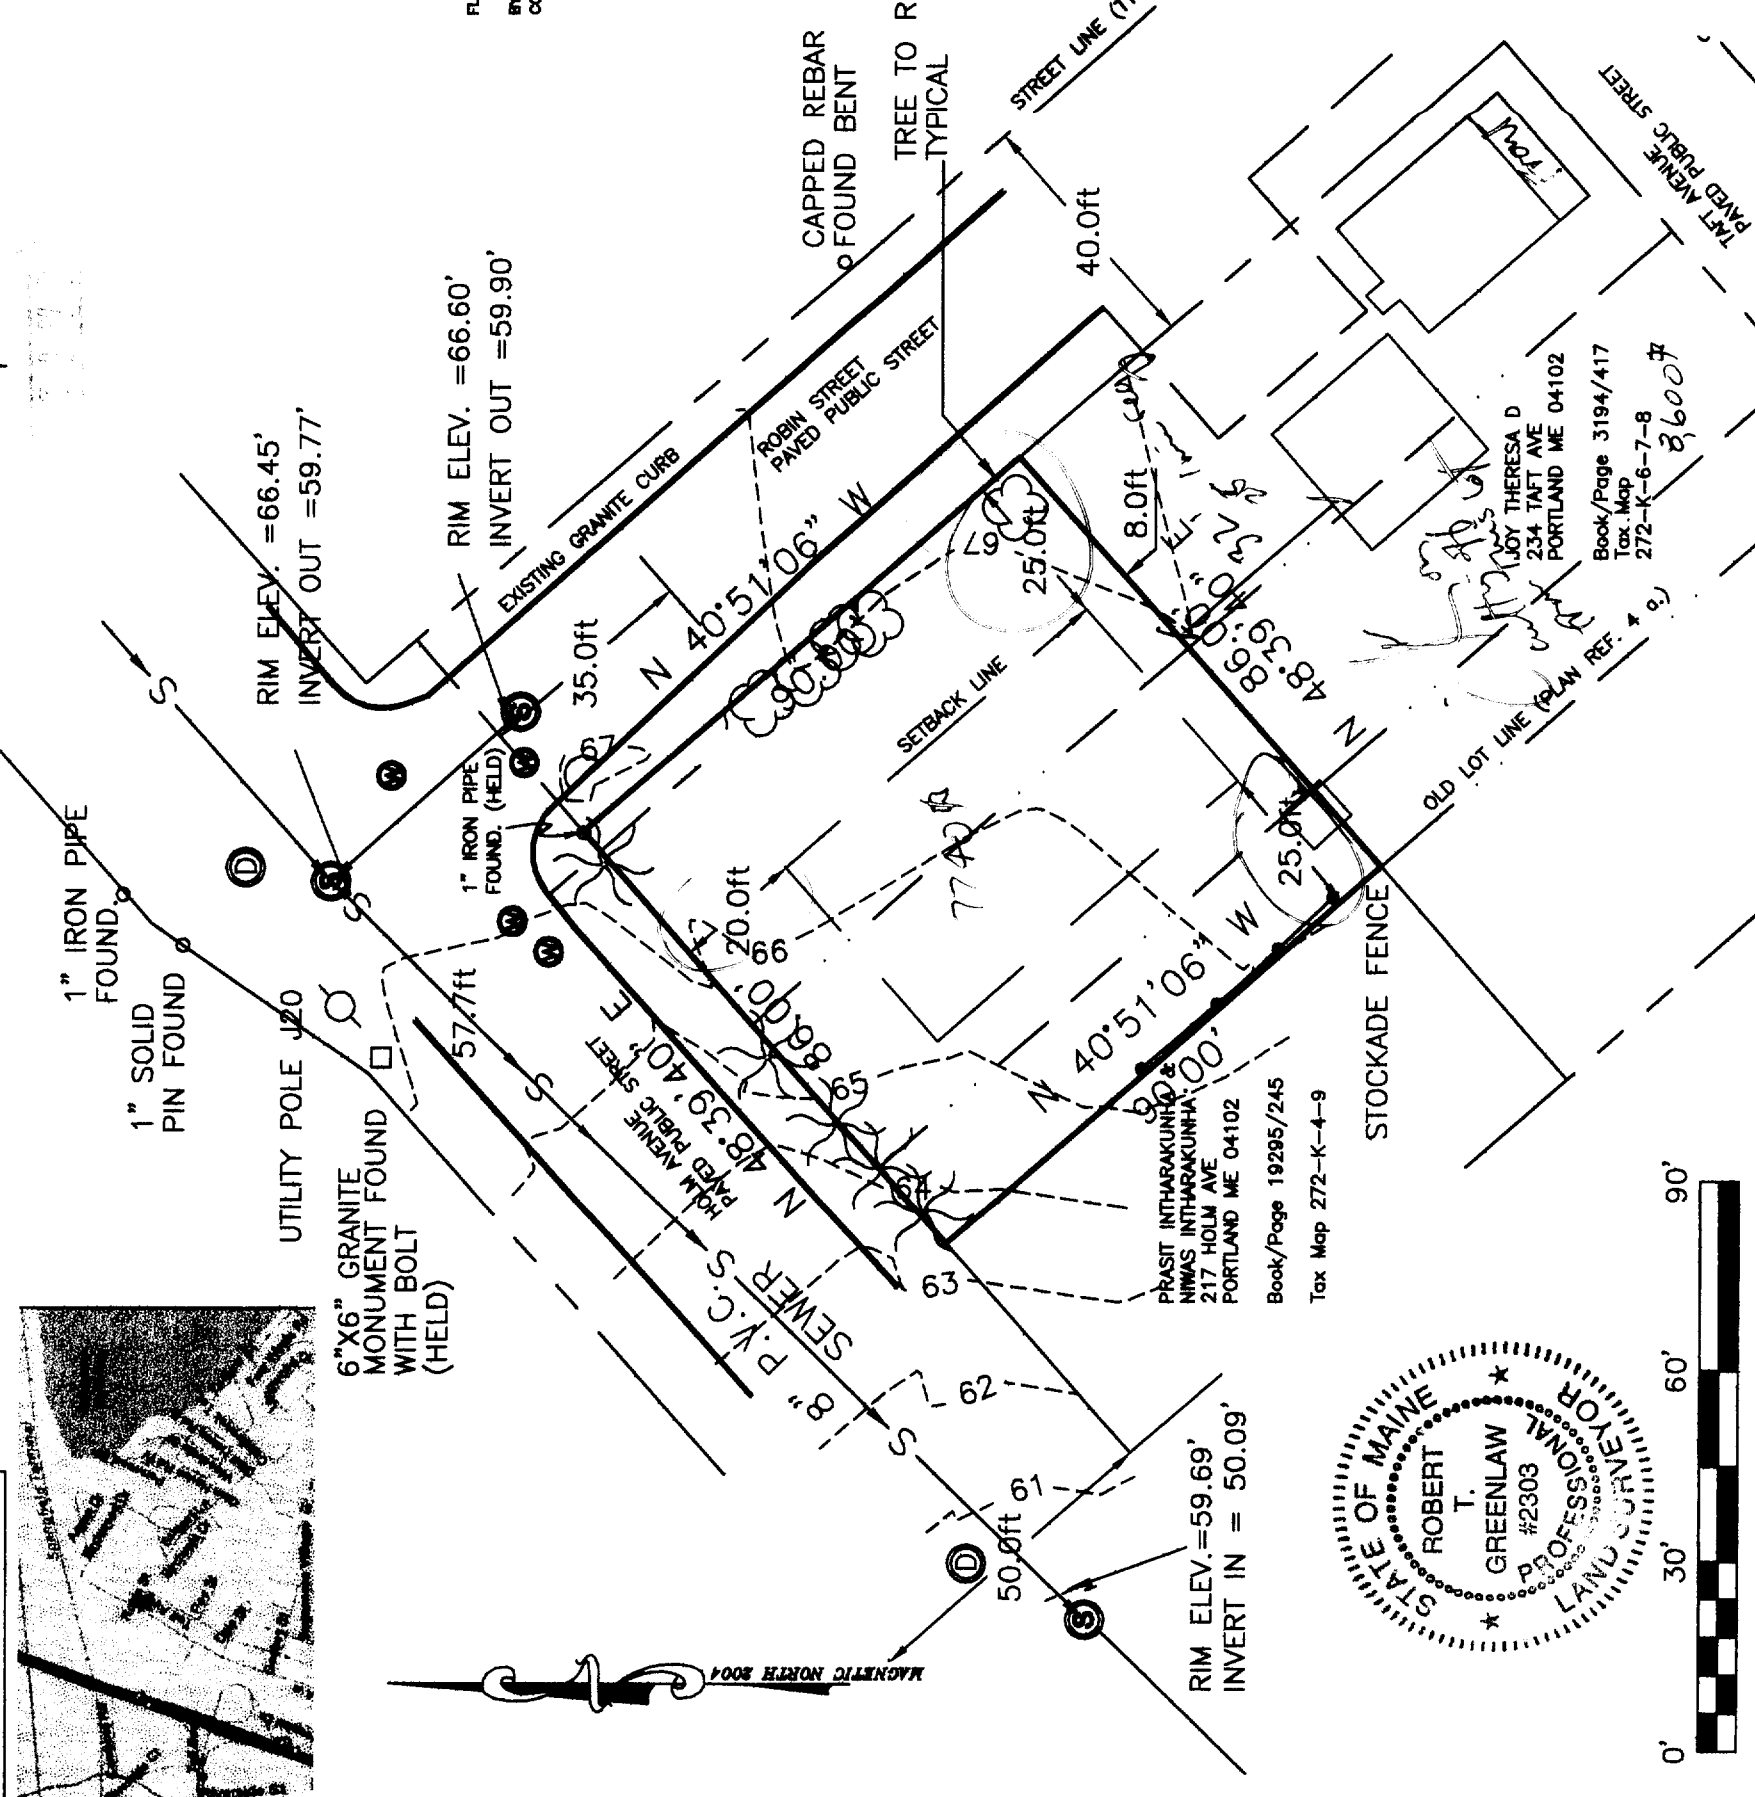 CAPPED REBAR
FOUND BENT
TREE TO R
TYPICAL
STREET LINE
TAFT AVENUE
PAVED PUBLIC STREET
40.0ft
RIM ELEV. =66.45'
INVERT OUT =59.77'
RIM ELEV. =66.60'
INVERT OUT =59.90'
EXISTING GRANITE CURB
ROBIN STREET
PAVED PUBLIC STREET
35.0ft
N 40°51'06" W
90.00'
67
67
25.0ft
8.0ft
SETBACK LINE
86.00'
N 48°39'40"
JOY THERESA D
234 TAFT AVE
PORTLAND ME 04102
Book/Page 3194/417
Tax Map
272-K-6-7-8
OLD LOT LINE (PLAN REF. 4 a.)
1" IRON PIPE
FOUND.
1" SOLID
PIN FOUND
D
S
S
S
S
W
W
W
W
1" IRON PIPE
FOUND. (HELD)
UTILITY POLE J20
6"X6" GRANITE
MONUMENT FOUND
WITH BOLT
(HELD)
57.7ft
HOLM AVENUE
PAVED PUBLIC STREET
N 48°39'40" E
86.00'
20.0ft
7740
66
65
64
63
62
61
25.0ft
N 40°51'06" W
90.00'
STOCKADE FENCE
PRASIT INTHARAKUNHA &
NIWAS INTHARAKUNHA
217 HOLM AVE
PORTLAND ME 04102
Book/Page 19295/245
Tax Map 272-K-4-9
8" P.V.C. S
SEWER
S
S
D
50.0ft
RIM ELEV.=59.69'
INVERT IN = 50.09'
MAGNETIC NORTH 2004
STATE OF MAINE
ROBERT
T.
GREENLAW
#2303
PROFESSIONAL
LAND SURVEYOR
0' 30' 60' 90'